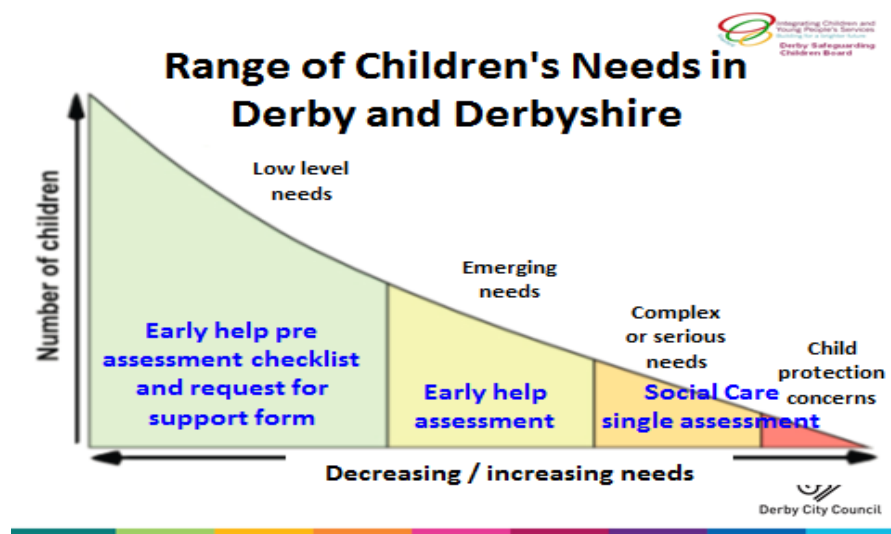 Integrating Children and
Young People's Services
Building for a brighter future
Derby Safeguarding
Children Board
Range of Children's Needs in
Derby and Derbyshire
Number of children
Low level
needs
Emerging
needs
Complex
or serious
needs
Child
protection
concerns
Early help pre
assessment checklist
and request for
support form
Early help
assessment
Social Care
single assessment
Decreasing / increasing needs
Derby City Council